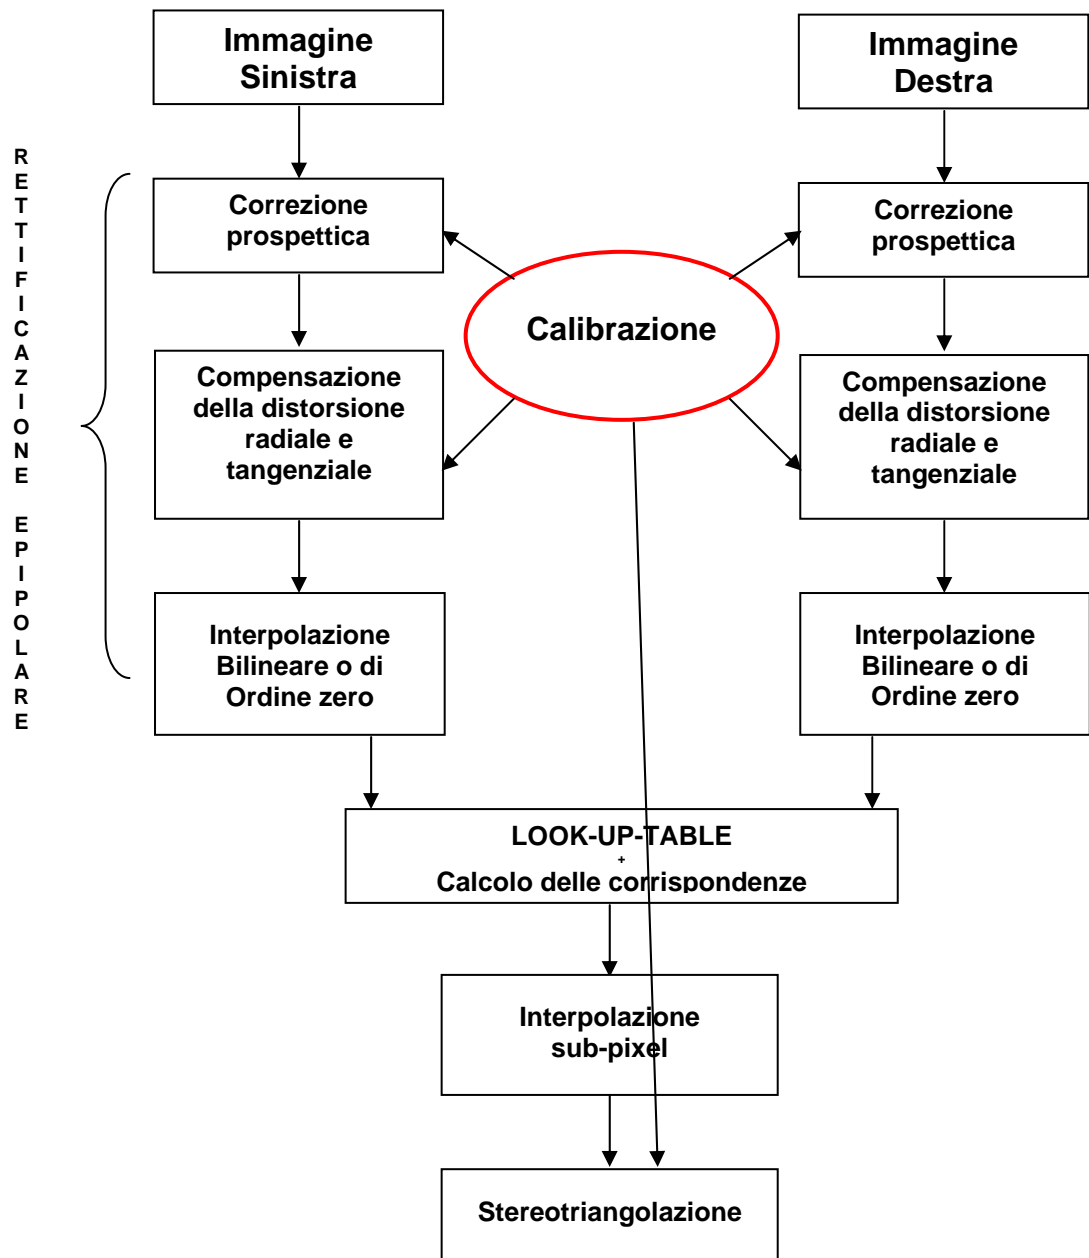 Immagine
Sinistra
Immagine
Destra
RETTIFICAZIONE EPIPOLARE
Correzione
prospettica
Correzione
prospettica
Calibrazione
Compensazione
della distorsione
radiale e
tangenziale
Compensazione
della distorsione
radiale e
tangenziale
Interpolazione
Bilineare o di
Ordine zero
Interpolazione
Bilineare o di
Ordine zero
LOOK-UP-TABLE
+
Calcolo delle corrispondenze
Interpolazione
sub-pixel
Stereotriangolazione